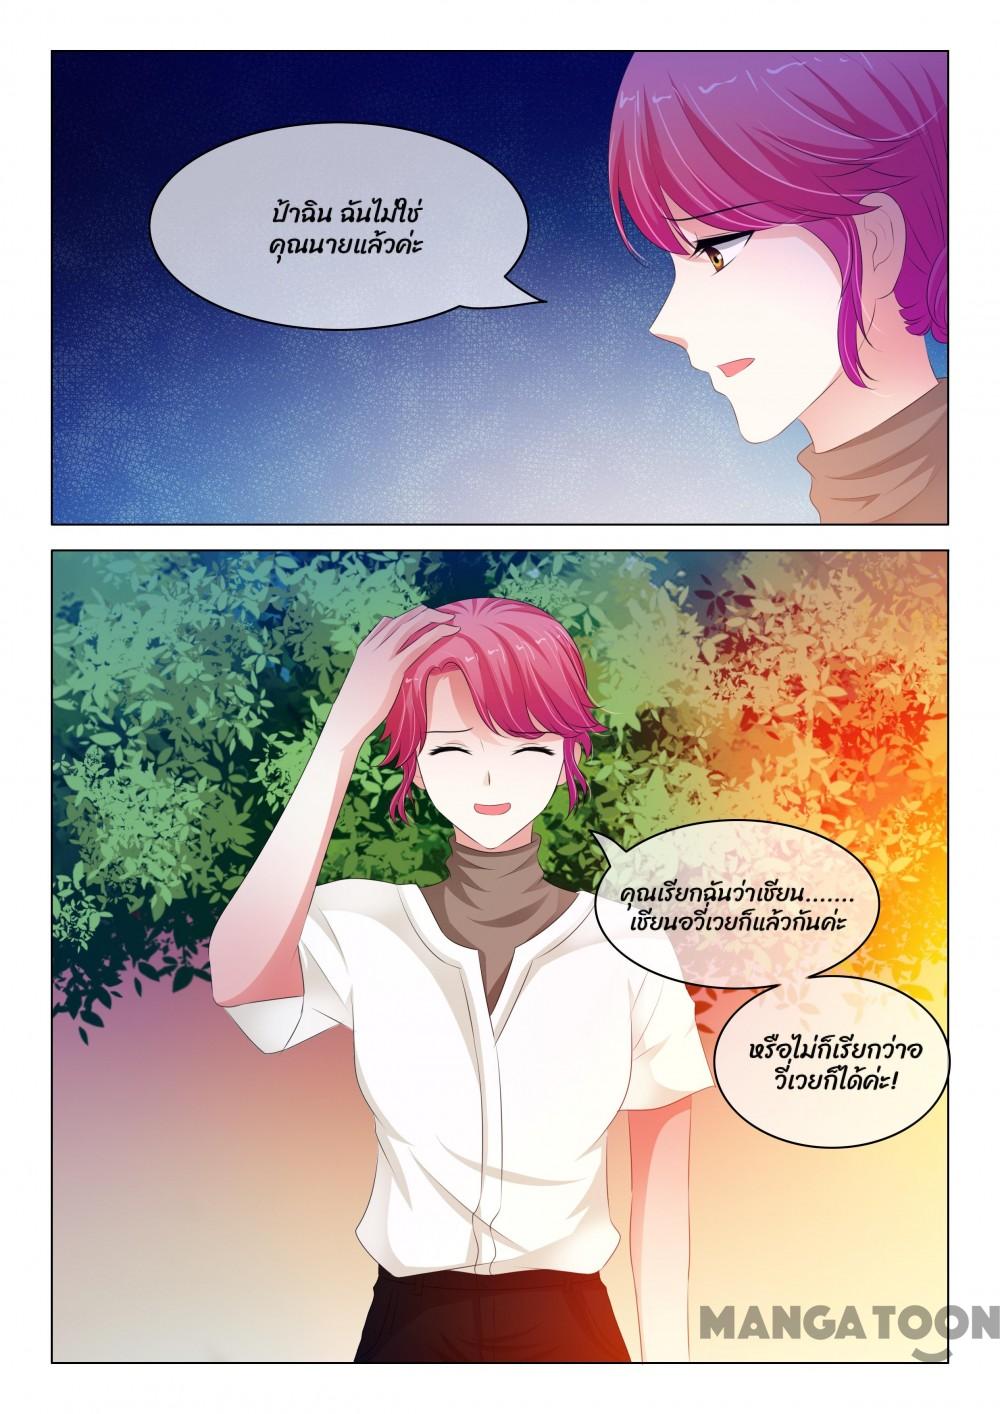 ป้าฉิน ฉันไม่ใช่
คุณนายแล้วค่ะ
คุณเรียกฉันว่าเชียน.......
เชียนอวี่เวยก็แล้วกันค่ะ
หรือไม่ก็เรียกว่าอ
วี่เวยก็ได้ค่ะ!
MANGATOON